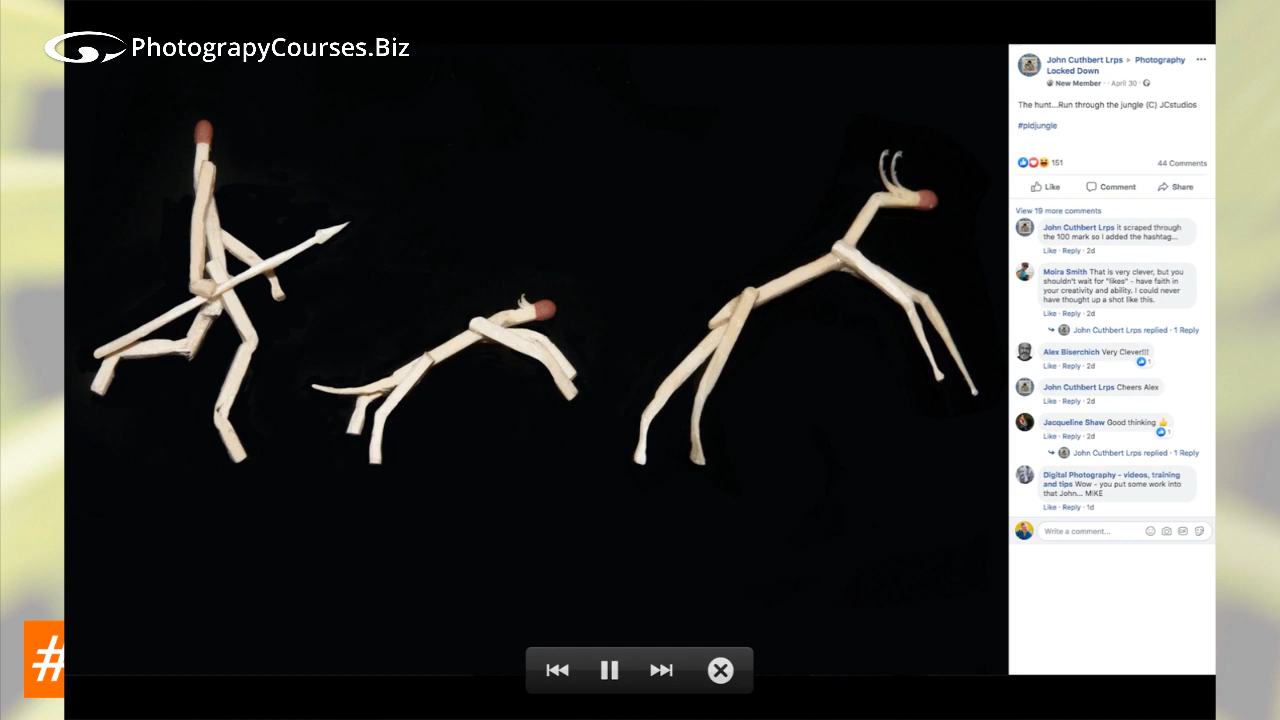 PhotograpyCourses.Biz
John Cuthbert Lrps ▸ Photography
Locked Down
New Member · April 30 ·
The hunt...Run through the jungle (C) JCstudios
#pldjungle
151
44 Comments
Like Comment Share
View 19 more comments
John Cuthbert Lrps it scraped through
the 100 mark so I added the hashtag...
Like · Reply · 2d
Moira Smith That is very clever, but you
shouldn't wait for "likes" - have faith in
your creativity and ability. I could never
have thought up a shot like this.
Like · Reply · 2d
John Cuthbert Lrps replied · 1 Reply
Alex Biserchich Very Clever!!!
1
Like · Reply · 2d
John Cuthbert Lrps Cheers Alex
Like · Reply · 2d
Jacqueline Shaw Good thinking 👍
1
Like · Reply · 2d
John Cuthbert Lrps replied · 1 Reply
Digital Photography - videos, training
and tips Wow - you put some work into
that John... MIKE
Like · Reply · 1d
Write a comment...
#